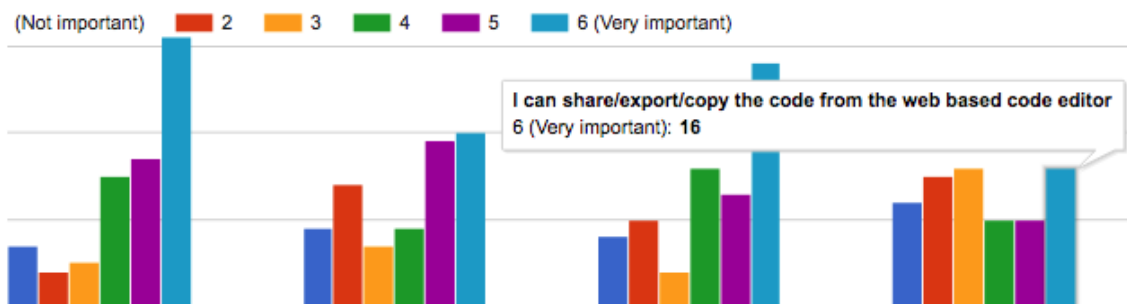 (Not important) 2 3 4 5 6 (Very important)
I can share/export/copy the code from the web based code editor
6 (Very important): 16